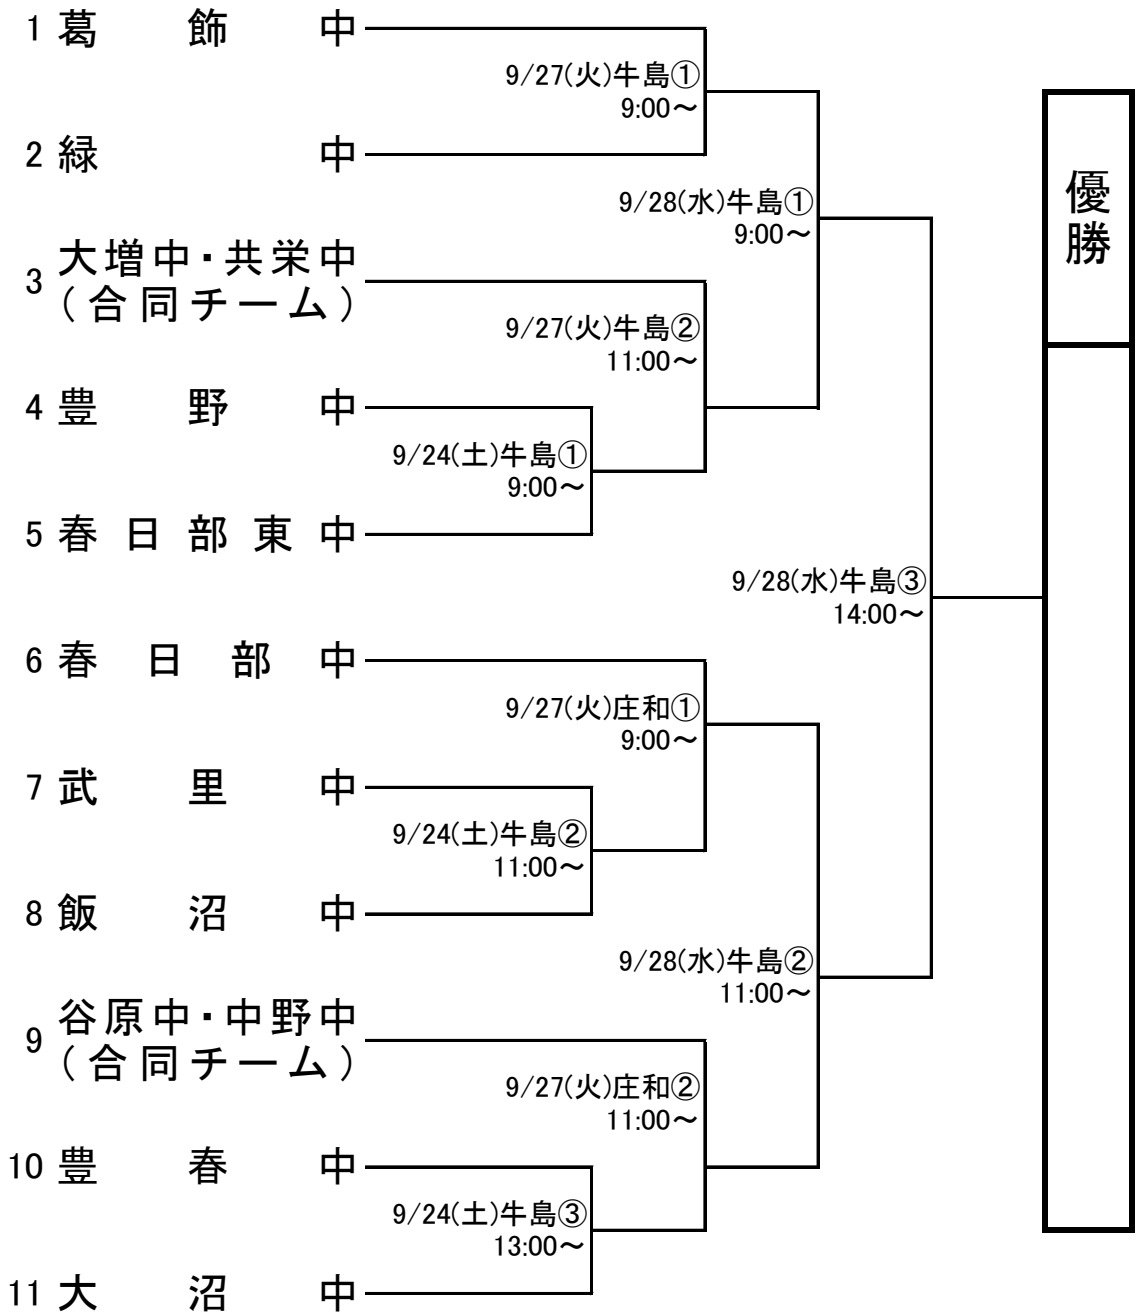 1 葛飾中
9/27(火)牛島①
9:00～
2 緑中
9/28(水)牛島①
9:00～
優勝
3 大増中・共栄中
(合同チーム)
9/27(火)牛島②
11:00～
4 豊野中
9/24(土)牛島①
9:00～
5 春日部東中
9/28(水)牛島③
14:00～
6 春日部中
9/27(火)庄和①
9:00～
7 武里中
9/24(土)牛島②
11:00～
8 飯沼中
9/28(水)牛島②
11:00～
9 谷原中・中野中
(合同チーム)
9/27(火)庄和②
11:00～
10 豊春中
9/24(土)牛島③
13:00～
11 大沼中